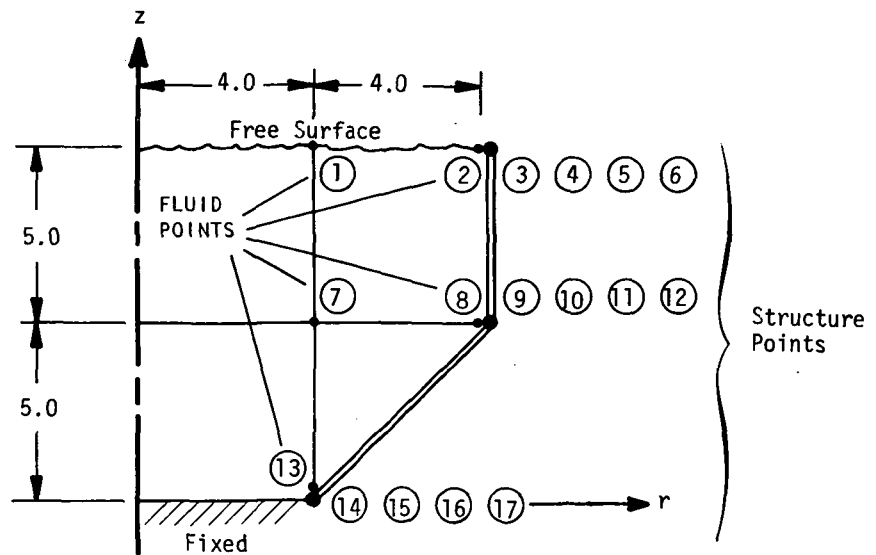 z
4.0 4.0
Free Surface
1 2 3 4 5 6
FLUID
POINTS
5.0
7 8 9 10 11 12
Structure
Points
5.0
13
14 15 16 17 r
Fixed